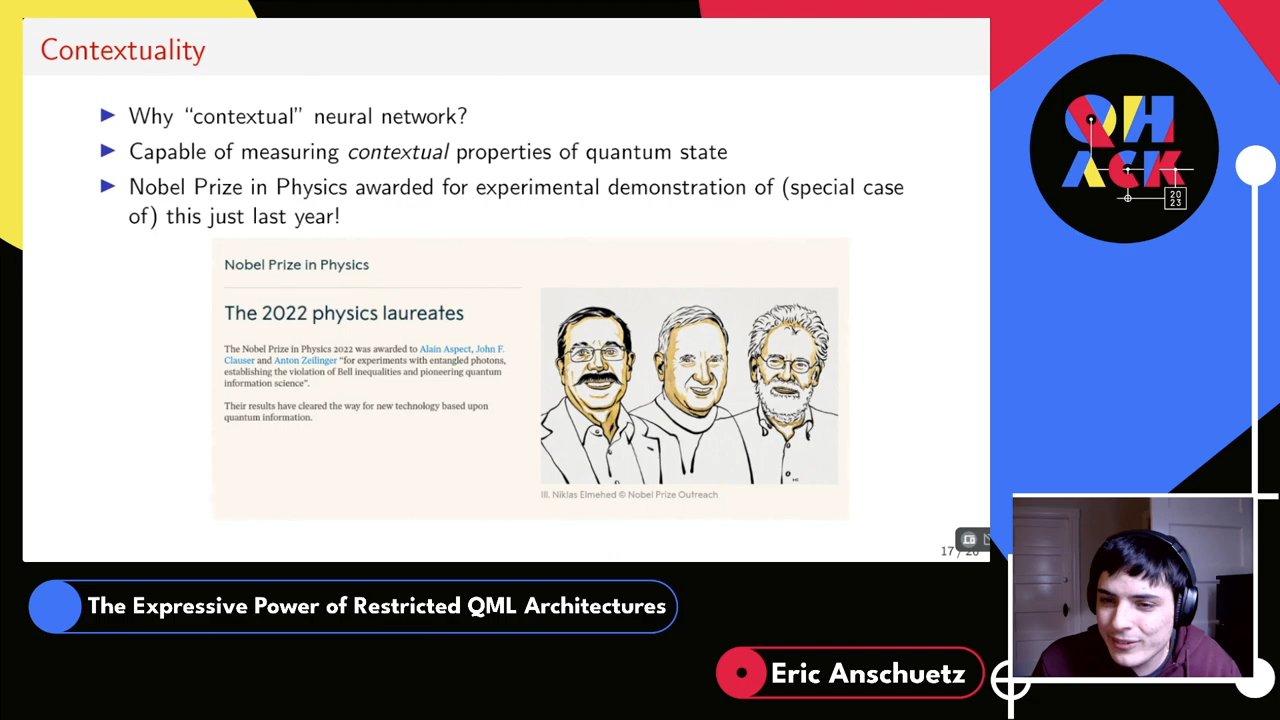 Contextuality
Why “contextual” neural network?
Capable of measuring contextual properties of quantum state
Nobel Prize in Physics awarded for experimental demonstration of (special case
of) this just last year!
Nobel Prize in Physics
The 2022 physics laureates
The Nobel Prize in Physics 2022 was awarded to Alain Aspect, John F.
Clauser and Anton Zeilinger “for experiments with entangled photons,
establishing the violation of Bell inequalities and pioneering quantum
information science”.
Their results have cleared the way for new technology based upon
quantum information.
Ill. Niklas Elmehed © Nobel Prize Outreach
17 /
QH
ACK
20
23
The Expressive Power of Restricted QML Architectures
Eric Anschuetz